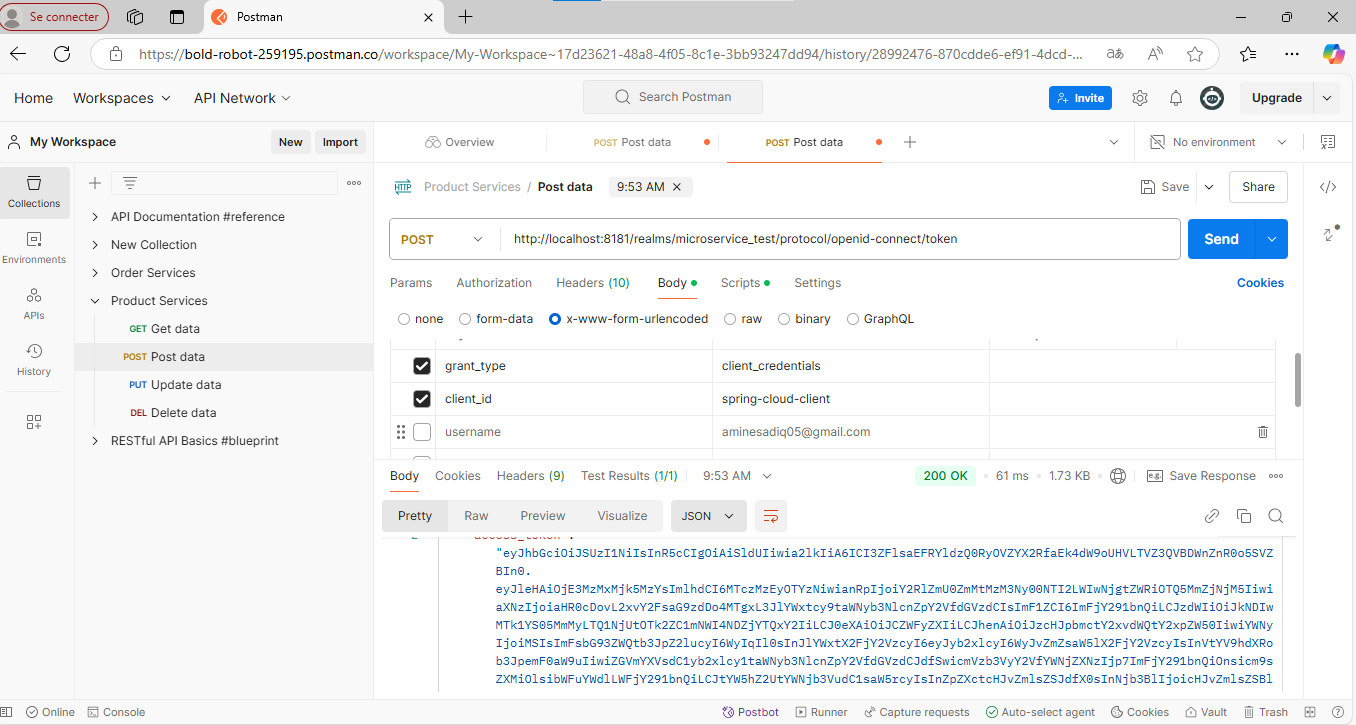 Se connecter
Postman
https://bold-robot-259195.postman.co/workspace/My-Workspace~17d23621-48a8-4f05-8c1e-3bb93247dd94/history/28992476-870cdde6-ef91-4dcd-...
Home Workspaces API Network Search Postman Invite Upgrade
My Workspace New Import Overview POST Post data POST Post data No environment
Collections
Environments
APIs
History
API Documentation #reference
New Collection
Order Services
Product Services
GET Get data
POST Post data
PUT Update data
DEL Delete data
RESTful API Basics #blueprint
HTTP Product Services / Post data 9:53 AM Save Share
POST http://localhost:8181/realms/microservice_test/protocol/openid-connect/token Send
Params Authorization Headers (10) Body Scripts Settings Cookies
none form-data x-www-form-urlencoded raw binary GraphQL
grant_type client_credentials
client_id spring-cloud-client
username aminesadiq05@gmail.com
Body Cookies Headers (9) Test Results (1/1) 9:53 AM 200 OK 61 ms 1.73 KB e.g. Save Response
Pretty Raw Preview Visualize JSON
Online Console Postbot Runner Capture requests Auto-select agent Cookies Vault Trash